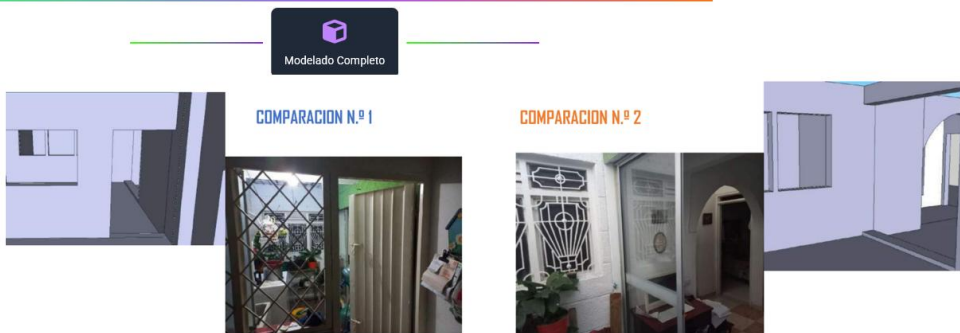 Modelado Completo
COMPARACION N.º 1
COMPARACION N.º 2